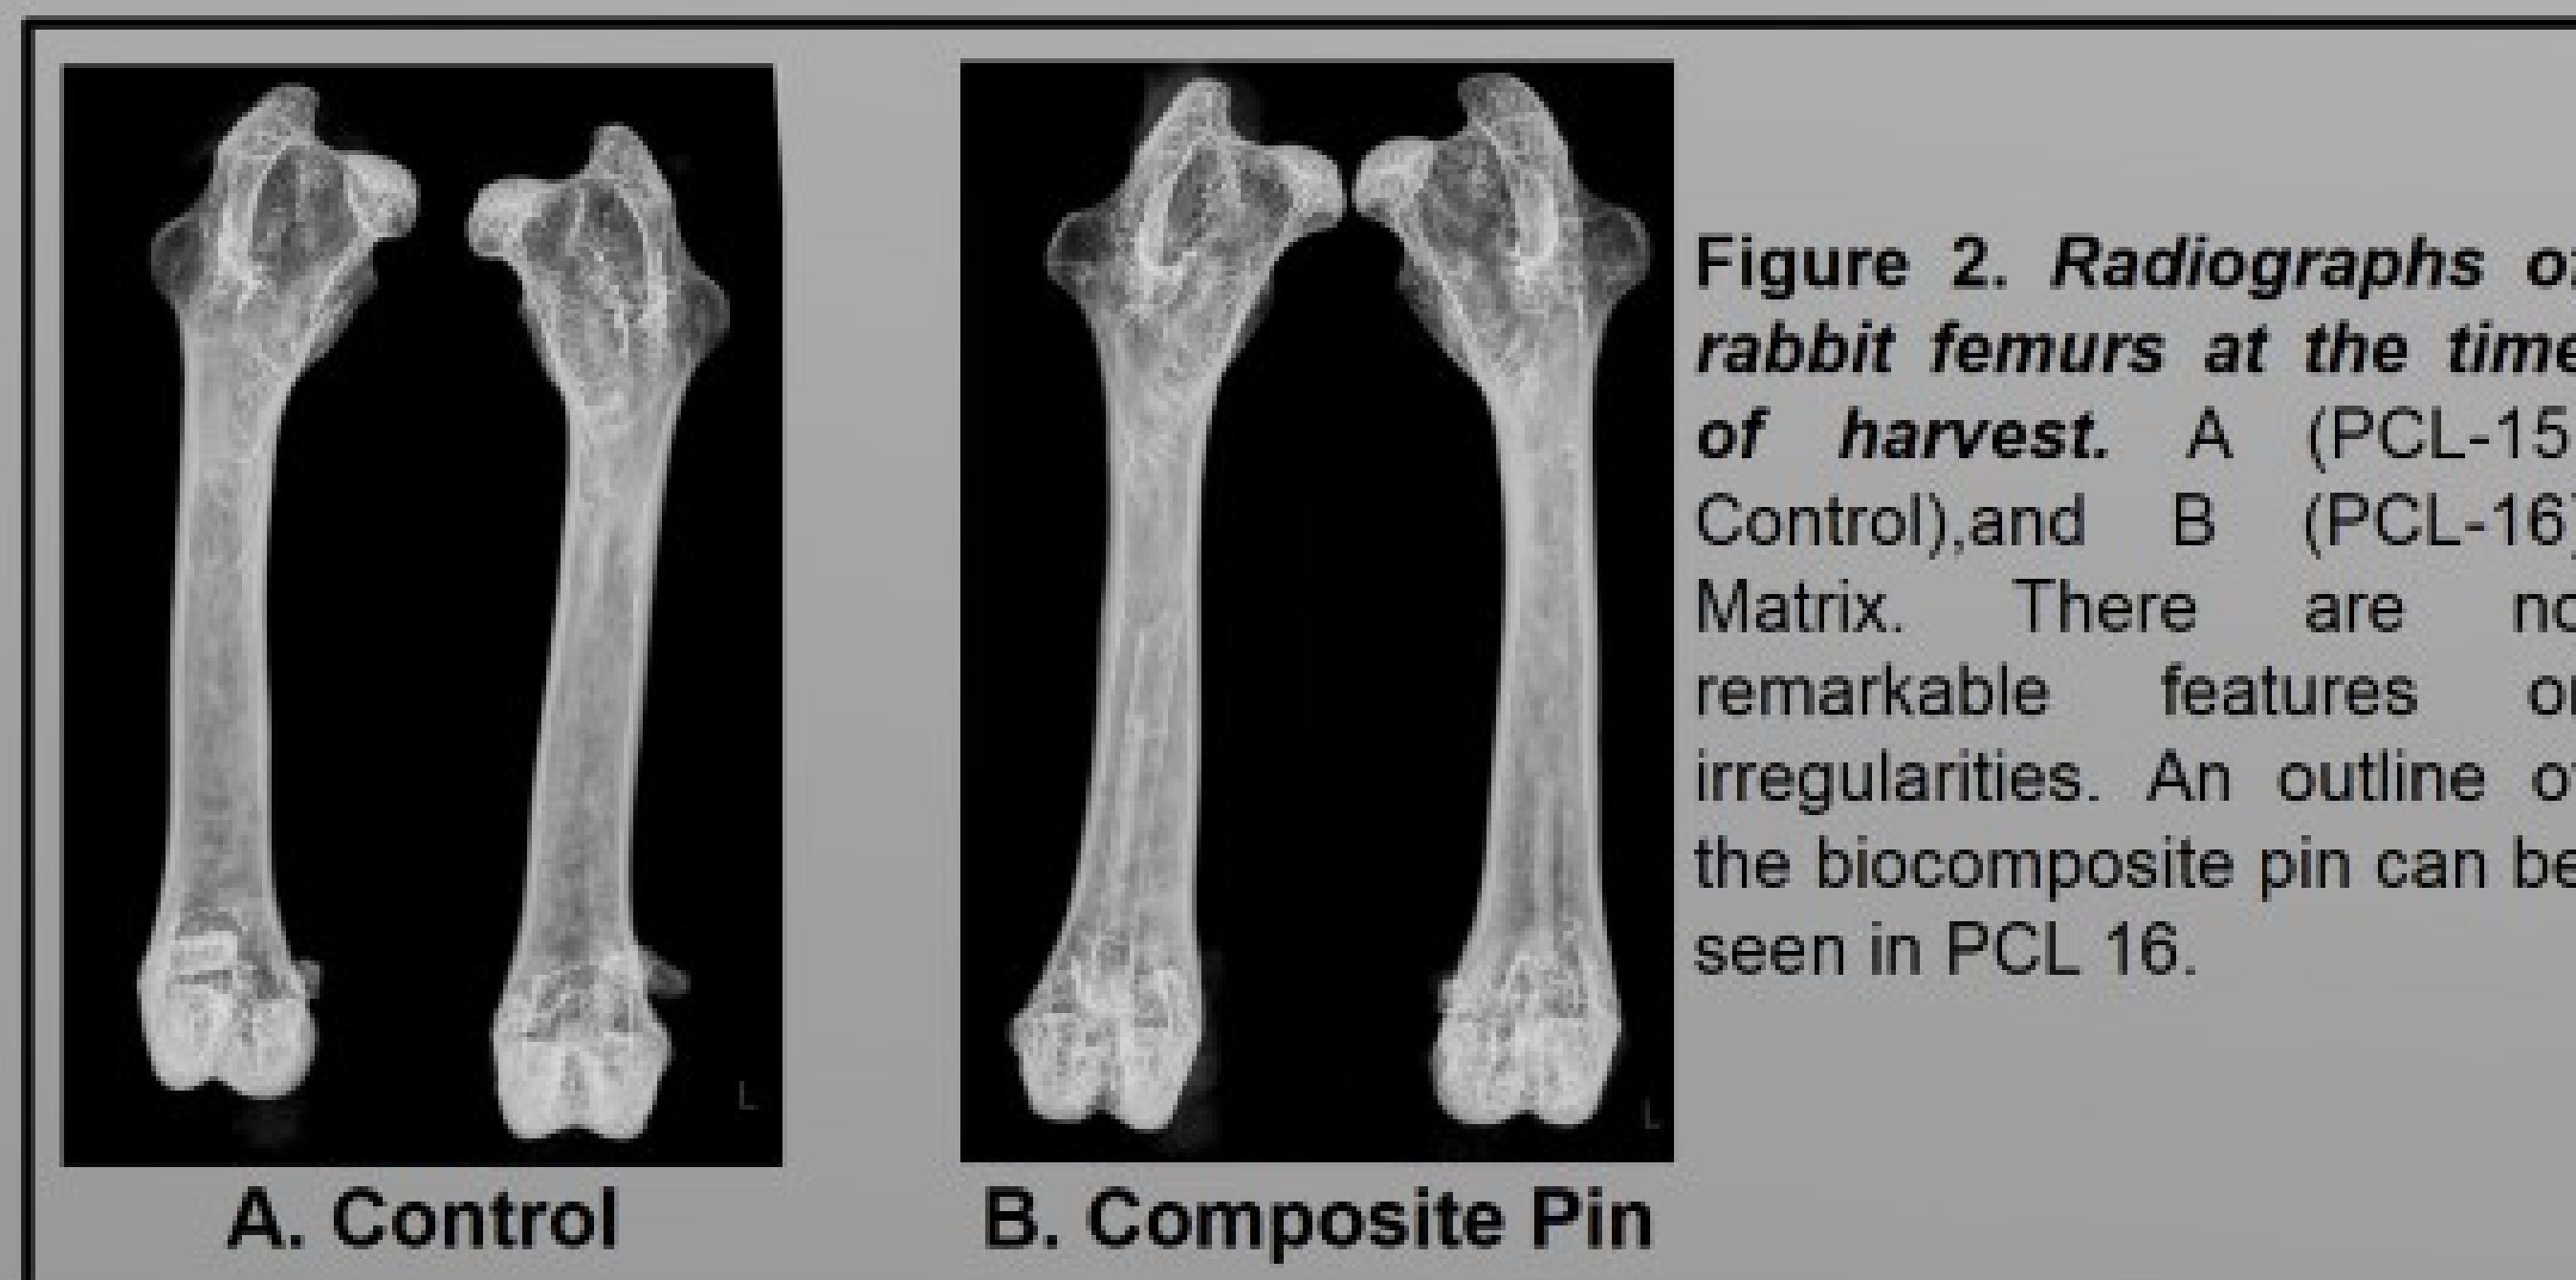 Figure 2. Radiographs of
rabbit femurs at the time
of harvest. A (PCL-15
Control),and B (PCL-16)
Matrix. There are no
remarkable features or
irregularities. An outline of
the biocomposite pin can be
seen in PCL 16.
L
L
A. Control
B. Composite Pin